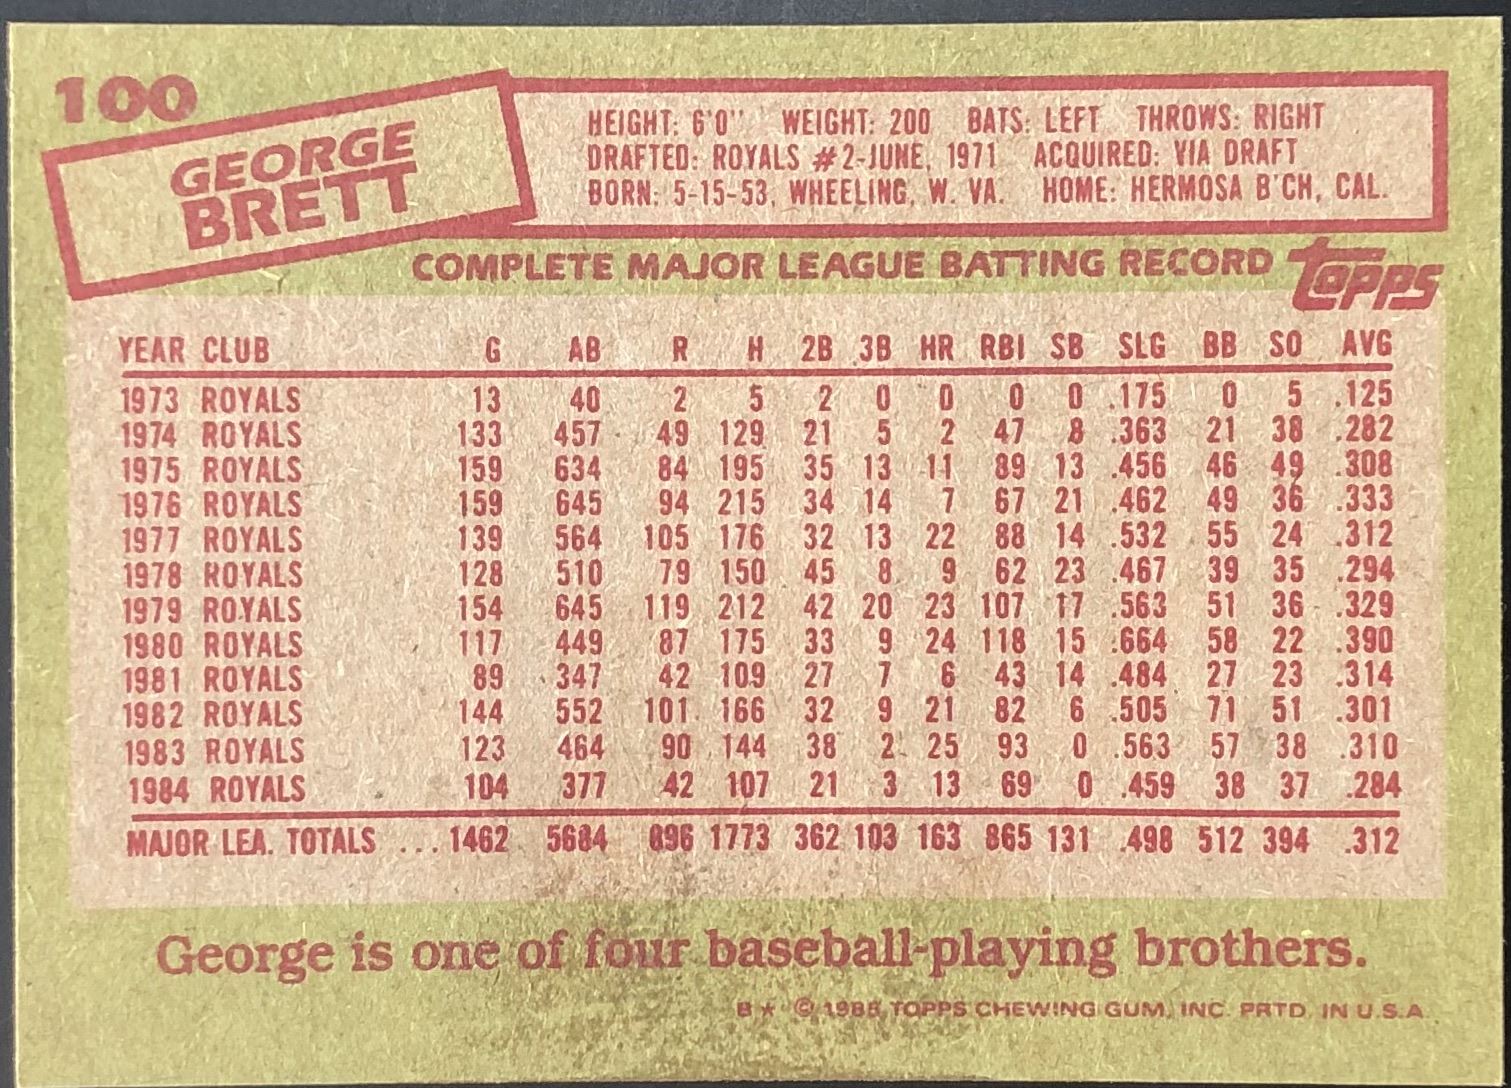 100
GEORGE
BRETT
HEIGHT: 6'0" WEIGHT: 200 BATS: LEFT THROWS: RIGHT
DRAFTED: ROYALS #2-JUNE, 1971 ACQUIRED: VIA DRAFT
BORN: 5-15-53, WHEELING, W. VA. HOME: HERMOSA B'CH, CAL.
COMPLETE MAJOR LEAGUE BATTING RECORD TOPPS
YEAR CLUB G AB R H 2B 3B HR RBI SB SLG BB SO AVG
1973 ROYALS 13 40 2 5 2 0 0 0 0 .175 0 5 .125
1974 ROYALS 133 457 49 129 21 5 2 47 8 .363 21 38 .282
1975 ROYALS 159 634 84 195 35 13 11 89 13 .456 46 49 .308
1976 ROYALS 159 645 94 215 34 14 7 67 21 .462 49 36 .333
1977 ROYALS 139 564 105 176 32 13 22 88 14 .532 55 24 .312
1978 ROYALS 128 510 79 150 45 8 9 62 23 .467 39 35 .294
1979 ROYALS 154 645 119 212 42 20 23 107 17 .563 51 36 .329
1980 ROYALS 117 449 87 175 33 9 24 118 15 .664 58 22 .390
1981 ROYALS 89 347 42 109 27 7 6 43 14 .484 27 23 .314
1982 ROYALS 144 552 101 166 32 9 21 82 6 .505 71 51 .301
1983 ROYALS 123 464 90 144 38 2 25 93 0 .563 57 38 .310
1984 ROYALS 104 377 42 107 21 3 13 69 0 .459 38 37 .284
MAJOR LEA. TOTALS ...1462 5684 896 1773 362 103 163 865 131 .498 512 394 .312
George is one of four baseball-playing brothers.
B★ © 1985 TOPPS CHEWING GUM, INC. PRTD. IN U.S.A.